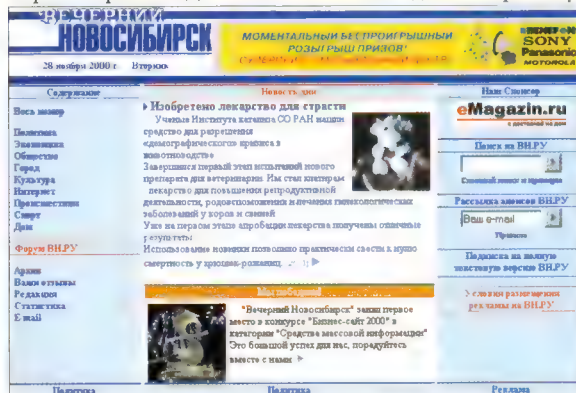 ВЕЧЕРНИЙ
НОВОСИБИРСК
28 ноября 2000 г. Вторник
МОМЕНТАЛЬНЫЙ БЕСПРОИГРЫШНЫЙ
РОЗЫГРЫШ ПРИЗОВ!
SONY
Panasonic
MOTOROLA
Содержание
Весь номер
Политика
Экономика
Общество
Город
Культура
Интернет
Происшествия
Спорт
Дом
Форум ВН.РУ
Архив
Ваши отзывы
Редакция
Статистика
E-mail
Новость дня
Изобретено лекарство для страсти
Ученые Института катализа СО РАН нашли
средство для разрешения
«демографического» кризиса в
животноводстве
Завершился первый этап испытаний нового
препарата для ветеринарии. Им стал
лекарство для повышения репродуктивной
деятельности, родовспоможения и лечения гинекологических
заболеваний у коров и свиней
Уже на первом этапе апробации лекарства получены отличные
результаты
Использование новинки позволило практически свести к нулю
смертность у хрюшек-рожениц
Мы победили!
"Вечерний Новосибирск" занял первое
место в конкурсе "Бизнес-сайт 2000" в
категории "Средства массовой информации"
Это большой успех для нас, порадуйтесь
вместе с нами
Наш Спонсор
eMagazin.ru
с доставкой на дом
Поиск на ВН.РУ
Рассылка анонсов ВН.РУ
Ваш e-mail
Правила
Подписка на полную
текстовую версию ВН.РУ
Условия размещения
рекламы на ВН.РУ
Политика
Политика
Реклама